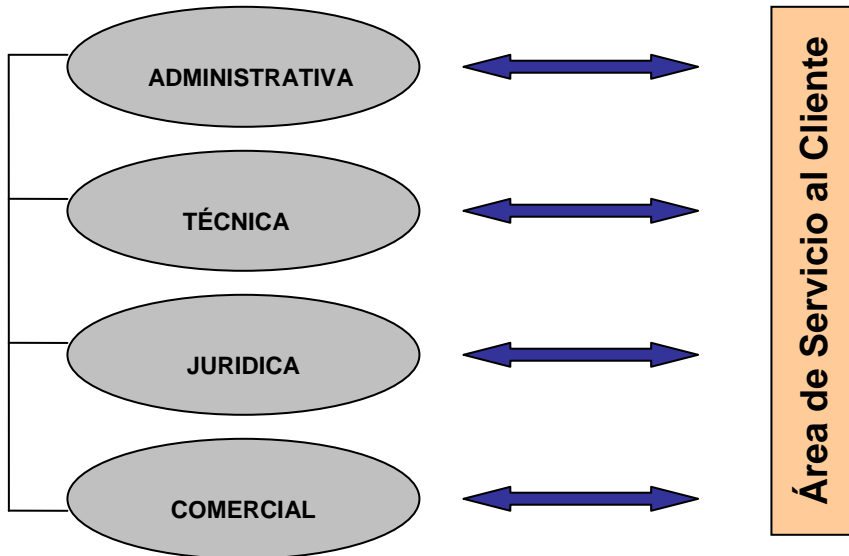 ADMINISTRATIVA
TÉCNICA
JURIDICA
COMERCIAL
Área de Servicio al Cliente